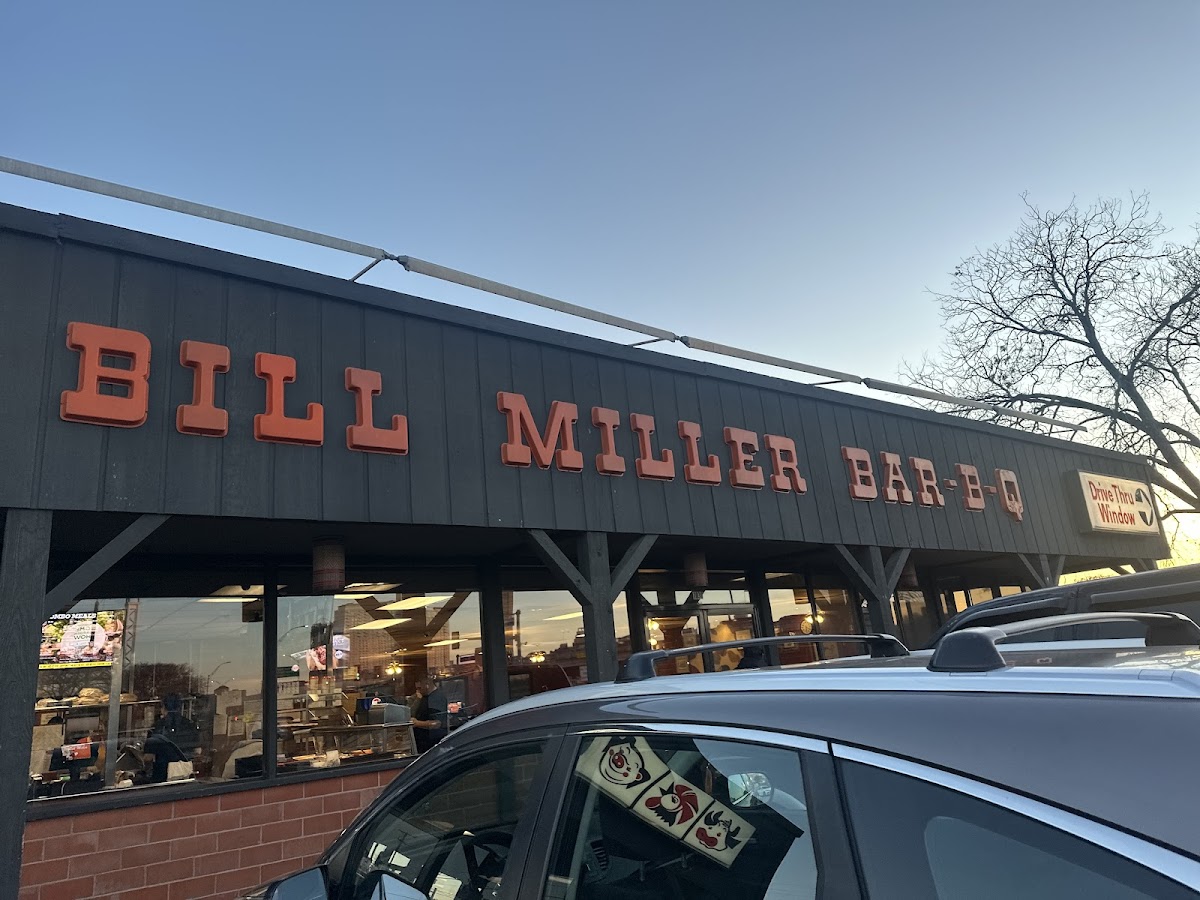 BILL MILLER BAR-B-Q
Drive Thru
Window